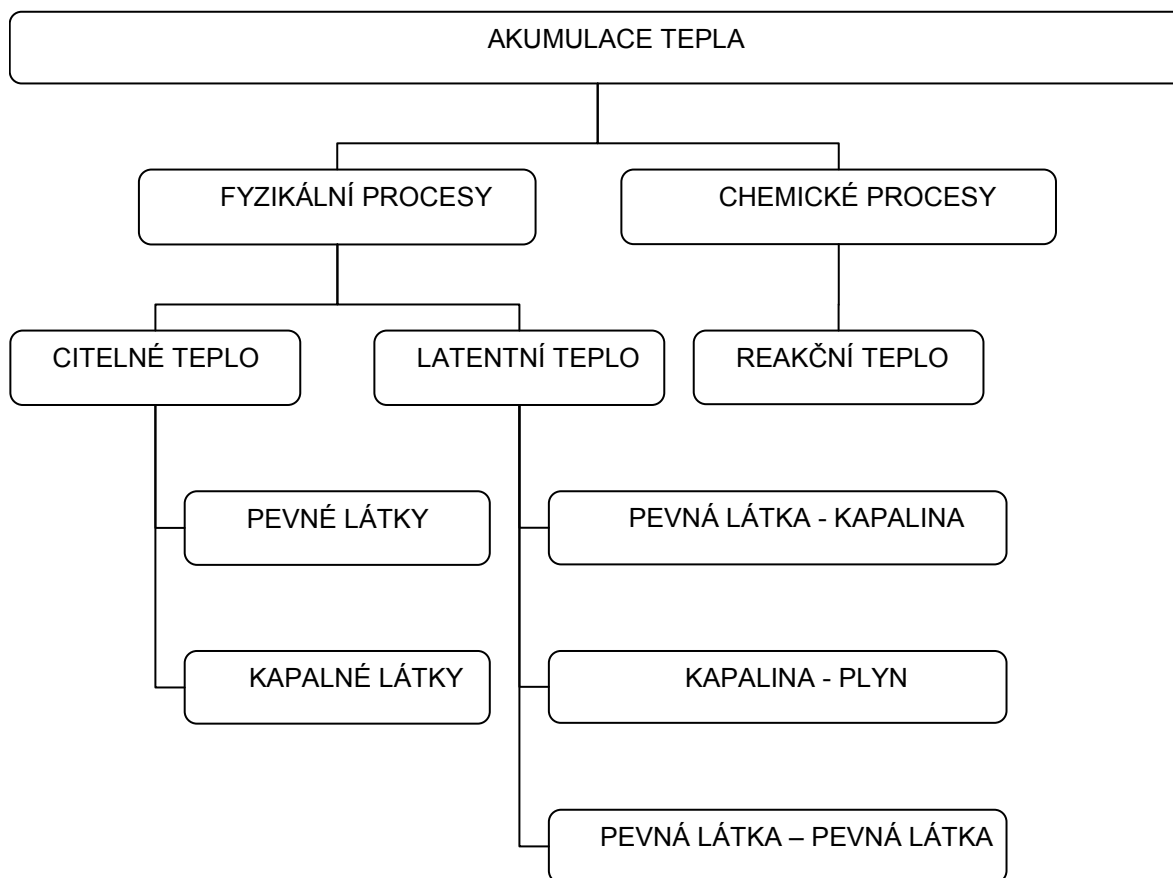 AKUMULACE TEPLA
FYZIKÁLNÍ PROCESY
CHEMICKÉ PROCESY
CITELNÉ TEPLO
LATENTNÍ TEPLO
REAKČNÍ TEPLO
PEVNÉ LÁTKY
PEVNÁ LÁTKA - KAPALINA
KAPALNÉ LÁTKY
KAPALINA - PLYN
PEVNÁ LÁTKA – PEVNÁ LÁTKA